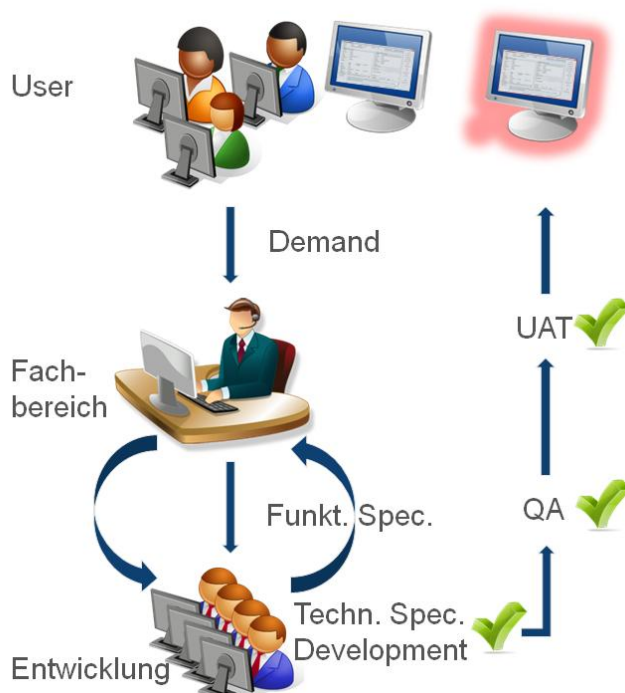 User
Demand
UAT
Fach-
bereich
Funkt. Spec.
QA
Techn. Spec.
Development
Entwicklung